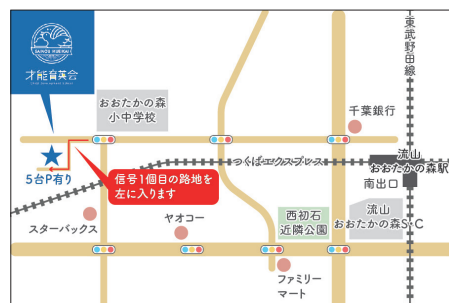 SAINOU IKUEIKAI
才能育英会
おおたかの森
小中学校
東武野田線
千葉銀行
つくばエクスプレス
流山
おおたかの森駅
南出口
5台P有り
信号1個目の路地を
左に入ります
スターバックス
ヤオコー
西初石
近隣公園
流山
おおたかの森S・C
ファミリー
マート